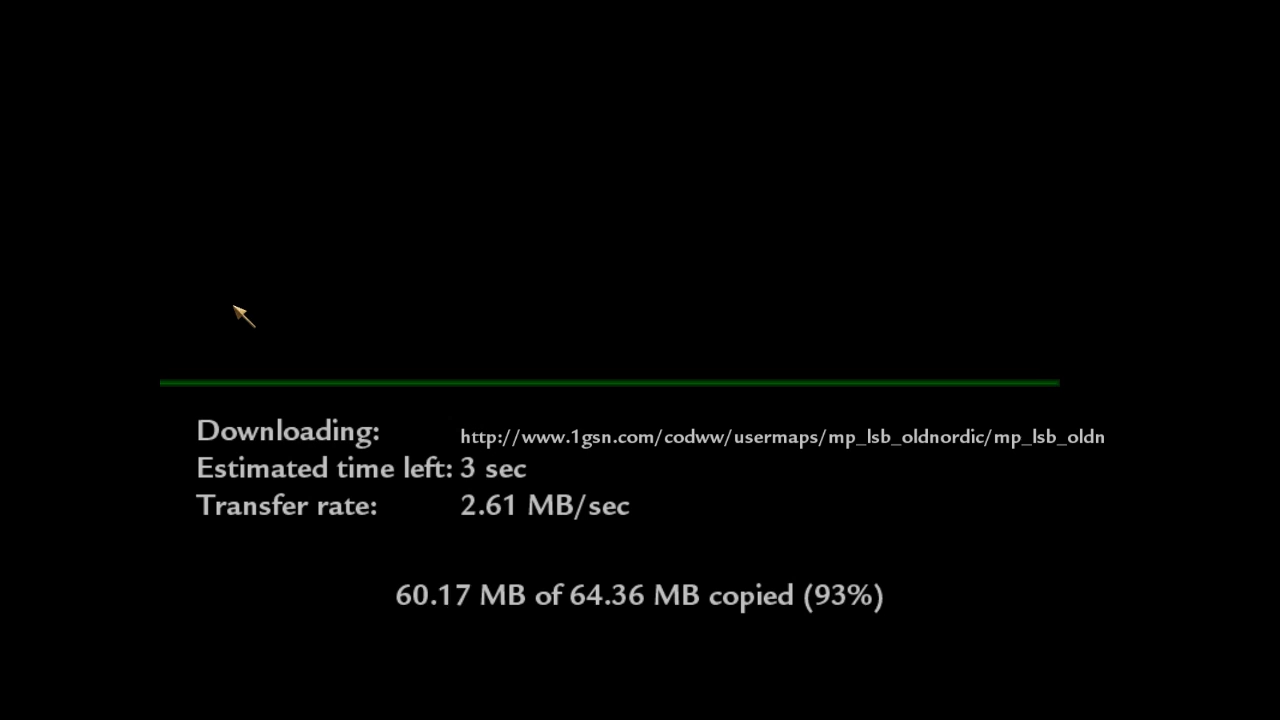 Downloading: http://www.1gsn.com/codww/usermaps/mp_lsb_oldnordic/mp_lsb_oldn
Estimated time left: 3 sec
Transfer rate: 2.61 MB/sec
60.17 MB of 64.36 MB copied (93%)